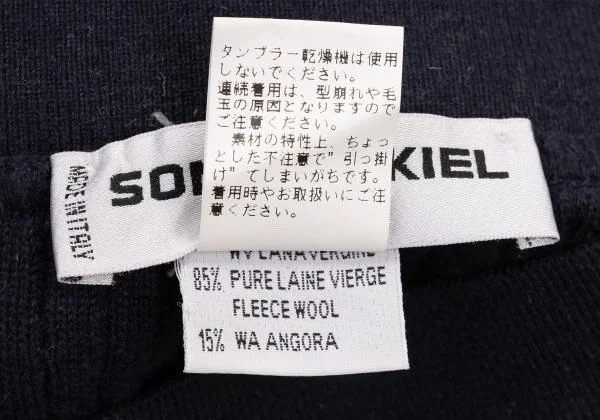 タンブラー乾燥機は使用
しないでください。
連続着用は、型崩れや毛
玉の原因となりますので
ご注意ください。
素材の特性上、ちょっ
とした不注意で"引っ掛
け"てしまいがちです。
着用時やお取扱いにご注
意ください。
MADE IN ITALY
SON KIEL
WV LANA VERGINE
85% PURE LAINE VIERGE
FLEECE WOOL
15% WA ANGORA